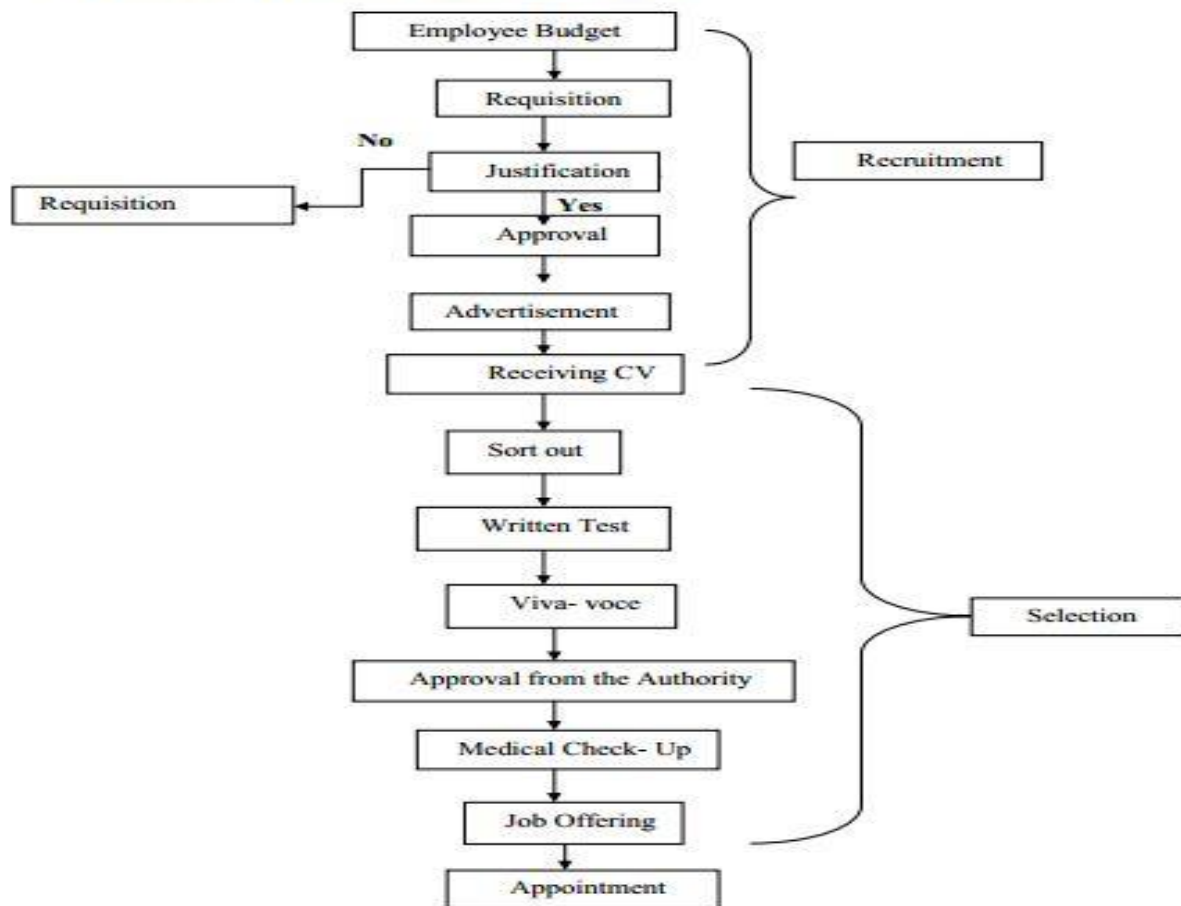 Employee Budget
Requisition
No
Justification
Recruitment
Requisition
Yes
Approval
Advertisement
Receiving CV
Sort out
Written Test
Viva- voce
Selection
Approval from the Authority
Medical Check- Up
Job Offering
Appointment